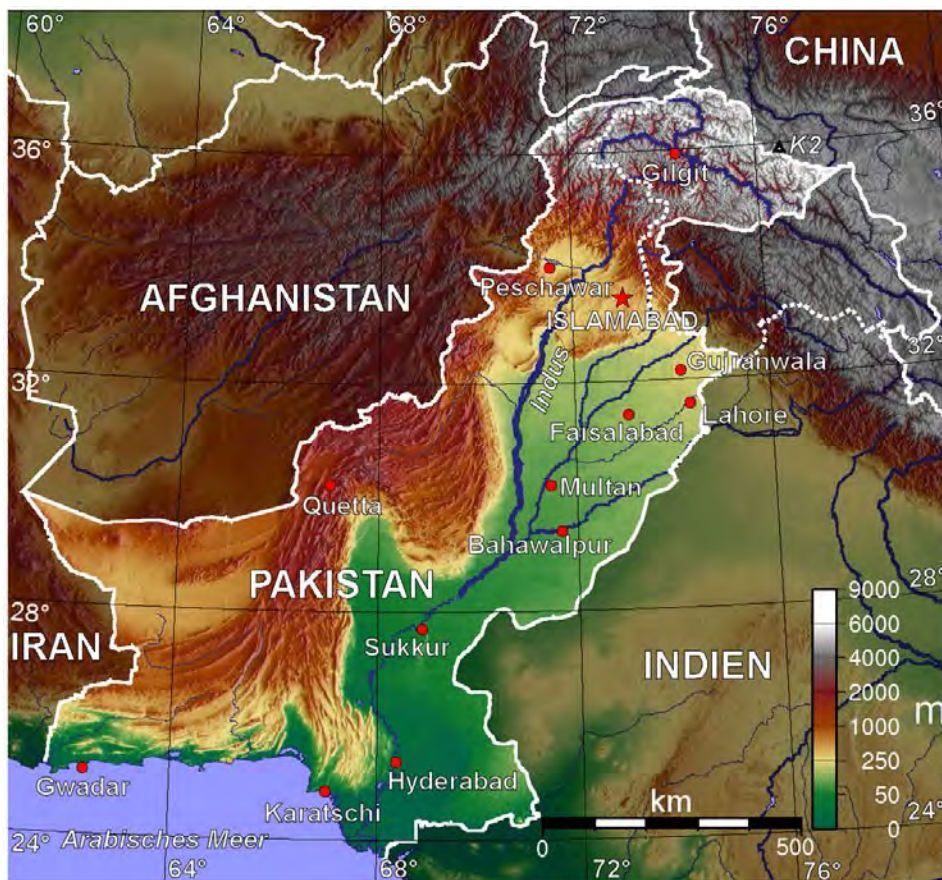 60° 64° 72° 76°
CHINA
36° 36°
K2
Gilgit
Peschawar
AFGHANISTAN
ISLAMABAD
Indus
Gujranwala
32° 32°
Lahore
Faisalabad
Quetta
Multan
Bahawalpur
PAKISTAN
28° 28°
9000
6000
4000
2000
1000
250
50
0
m
IRAN
Sukkur
INDIEN
Gwadar
Hyderabad
Karatschi
km
0 500
24° Arabisches Meer 24°
64° 68° 72° 76°
68°